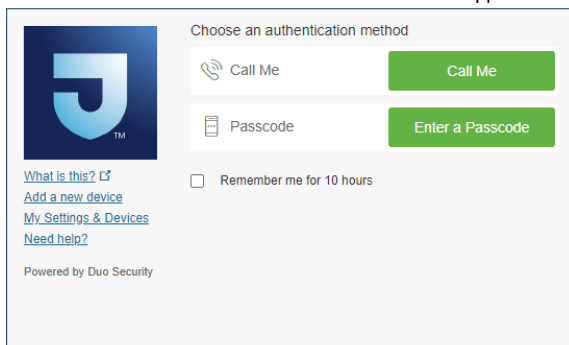 Choose an authentication method
Call Me
Call Me
Passcode
Enter a Passcode
Remember me for 10 hours
J
TM
What is this?
Add a new device
My Settings & Devices
Need help?
Powered by Duo Security